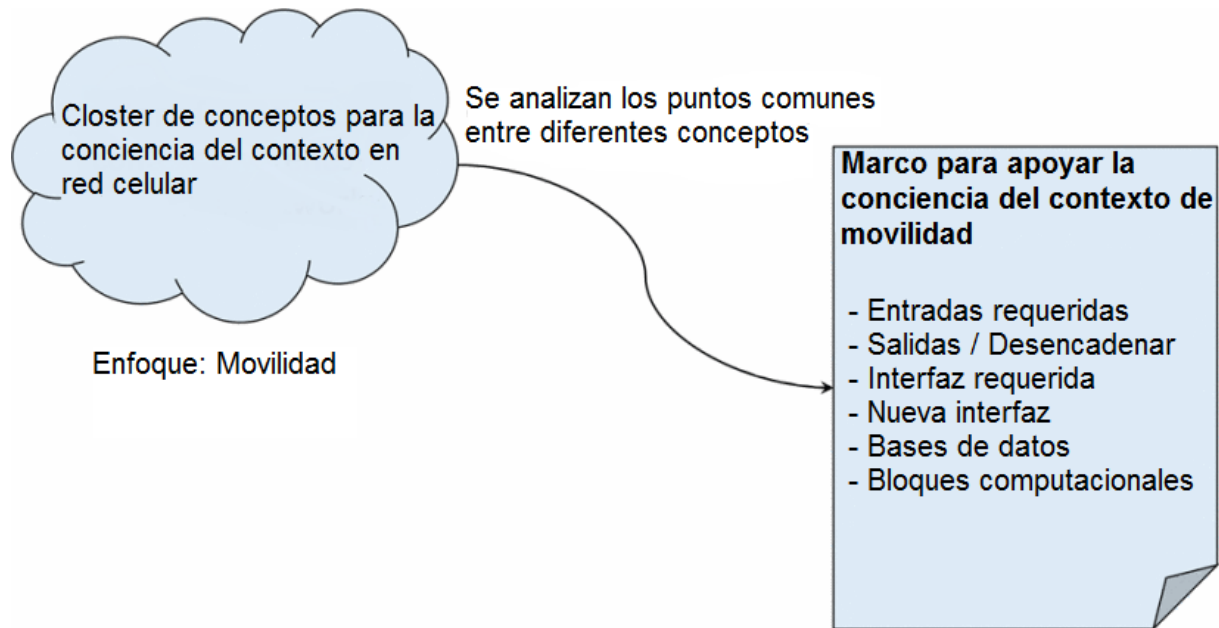 Closter de conceptos para la
conciencia del contexto en
red celular
Enfoque: Movilidad
Se analizan los puntos comunes
entre diferentes conceptos
Marco para apoyar la
conciencia del contexto de
movilidad
- Entradas requeridas
- Salidas / Desencadenar
- Interfaz requerida
- Nueva interfaz
- Bases de datos
- Bloques computacionales